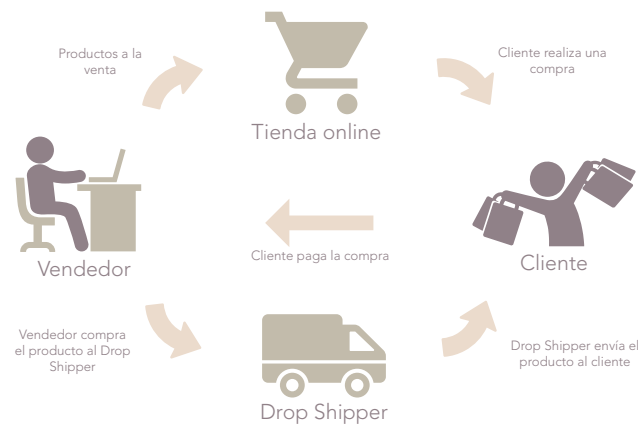 Productos a la
venta
Cliente realiza una
compra
Tienda online
Vendedor
Cliente paga la compra
Cliente
Vendedor compra
el producto al Drop
Shipper
Drop Shipper envía el
producto al cliente
Drop Shipper